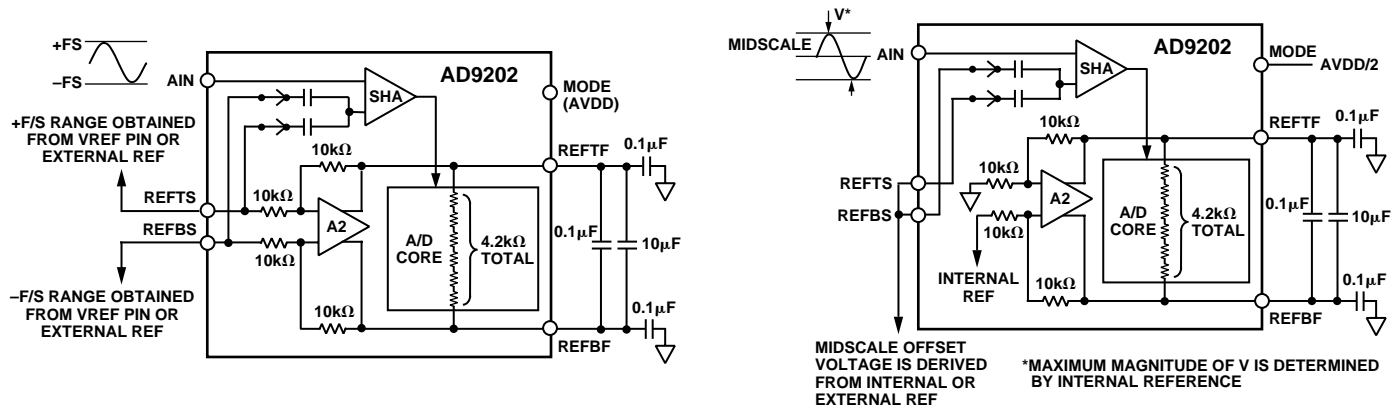 +FS
–FS
AIN
+F/S RANGE OBTAINED
FROM VREF PIN OR
EXTERNAL REF
REFTS
REFBS
–F/S RANGE OBTAINED
FROM VREF PIN OR
EXTERNAL REF
AD9202
SHA
10kΩ
10kΩ
A2
10kΩ
10kΩ
A/D
CORE
4.2kΩ
TOTAL
MODE
(AVDD)
REFTF
0.1µF
0.1µF
10µF
0.1µF
REFBF
V*
MIDSCALE
AIN
AD9202
SHA
MODE
AVDD/2
REFTS
REFBS
10kΩ
10kΩ
A2
10kΩ
INTERNAL
REF
10kΩ
A/D
CORE
4.2kΩ
TOTAL
REFTF
0.1µF
0.1µF
10µF
0.1µF
REFBF
MIDSCALE OFFSET
VOLTAGE IS DERIVED
FROM INTERNAL OR
EXTERNAL REF
*MAXIMUM MAGNITUDE OF V IS DETERMINED
BY INTERNAL REFERENCE